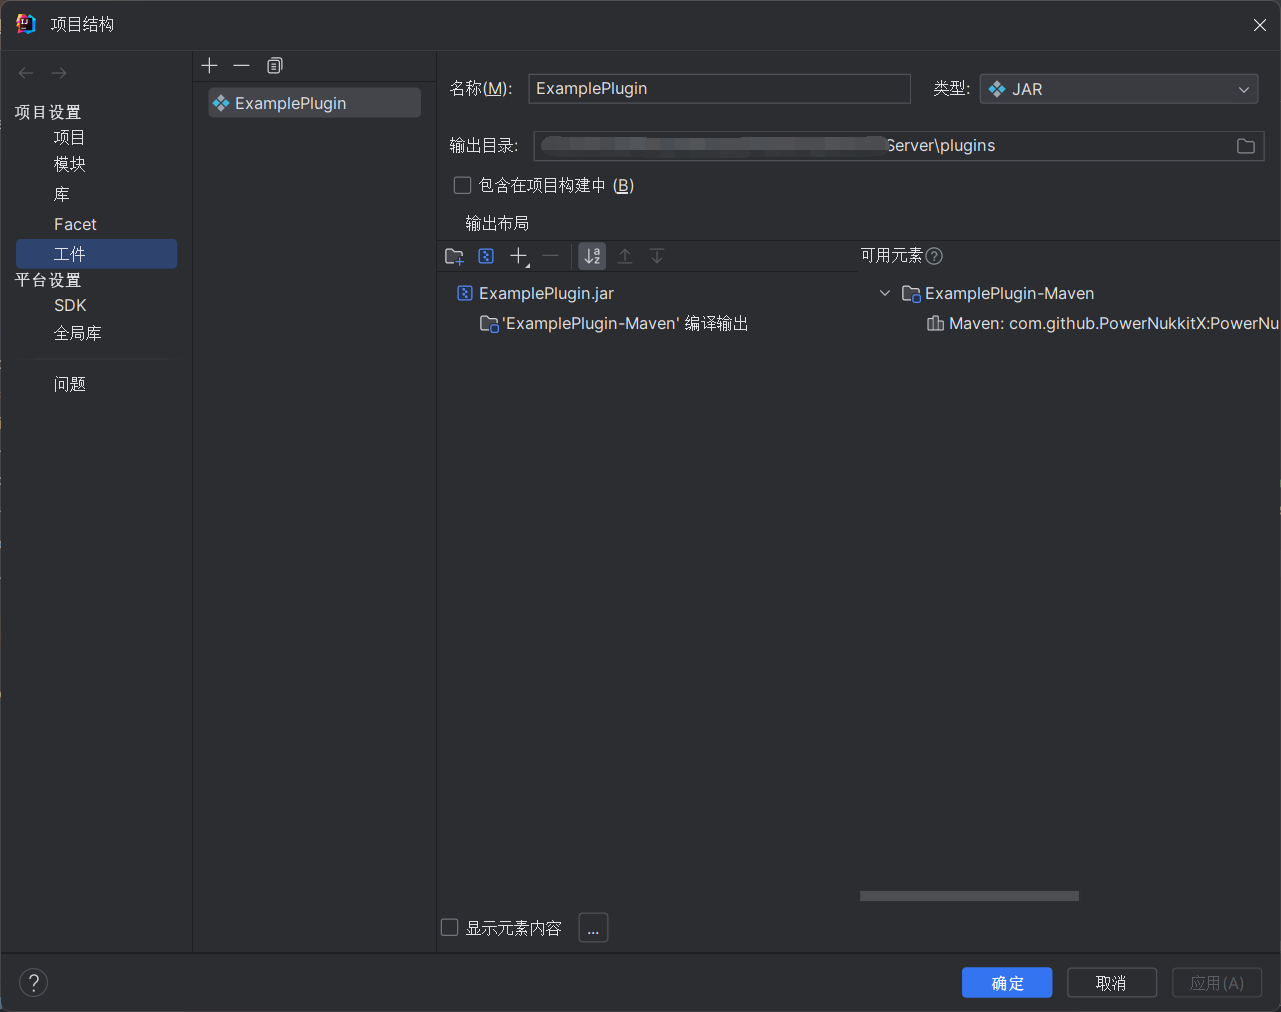 项目结构
项目设置
项目
模块
库
Facet
工件
平台设置
SDK
全局库
问题
ExamplePlugin
名称(M): ExamplePlugin 类型: JAR
输出目录: Server\plugins
包含在项目构建中 (B)
输出布局
可用元素
ExamplePlugin.jar
'ExamplePlugin-Maven' 编译输出
ExamplePlugin-Maven
Maven: com.github.PowerNukkitX:PowerNu
显示元素内容 ...
? 确定 取消 应用(A)